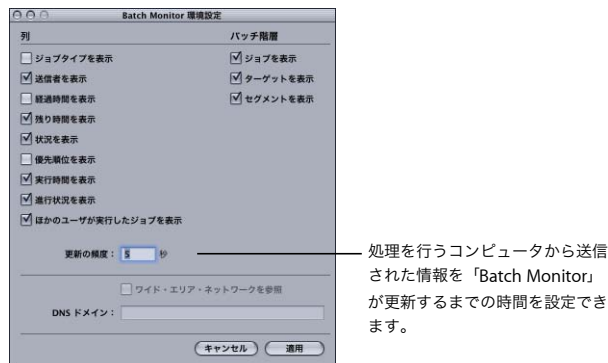 Batch Monitor 環境設定
列
バッチ階層
ジョブタイプを表示
ジョブを表示
送信者を表示
ターゲットを表示
経過時間を表示
セグメントを表示
残り時間を表示
状況を表示
優先順位を表示
実行時間を表示
進行状況を表示
ほかのユーザが実行したジョブを表示
更新の頻度： 5 秒
処理を行うコンピュータから送信
された情報を「Batch Monitor」
が更新するまでの時間を設定でき
ます。
ワイド・エリア・ネットワークを参照
DNS ドメイン：
キャンセル 適用